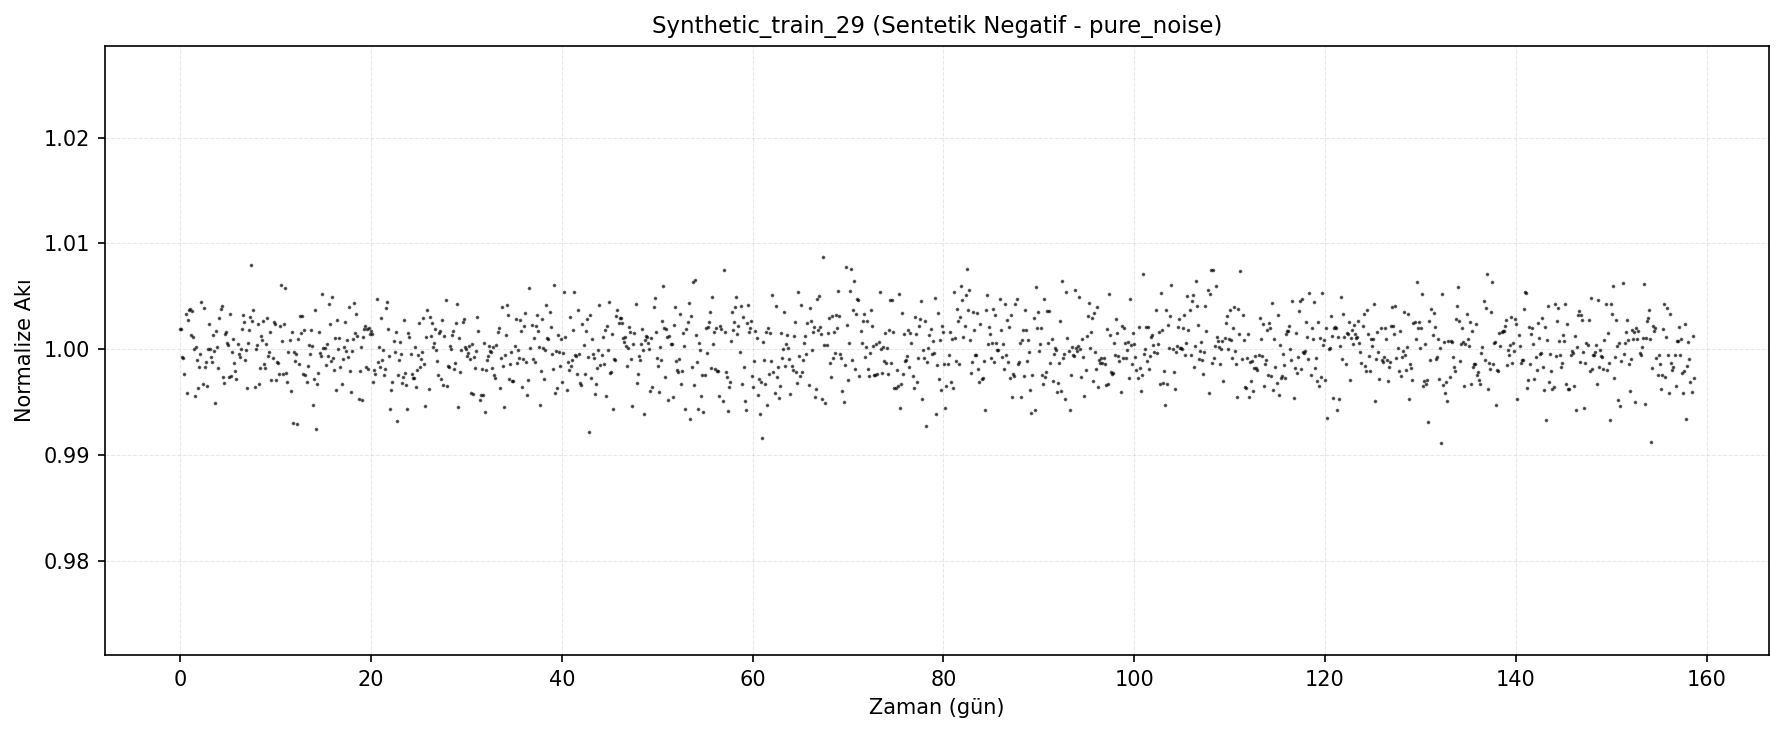 Synthetic_train_29 (Sentetik Negatif - pure_noise)
Normalize Akı
1.02
1.01
1.00
0.99
0.98
0 20 40 60 80 100 120 140 160
Zaman (gün)